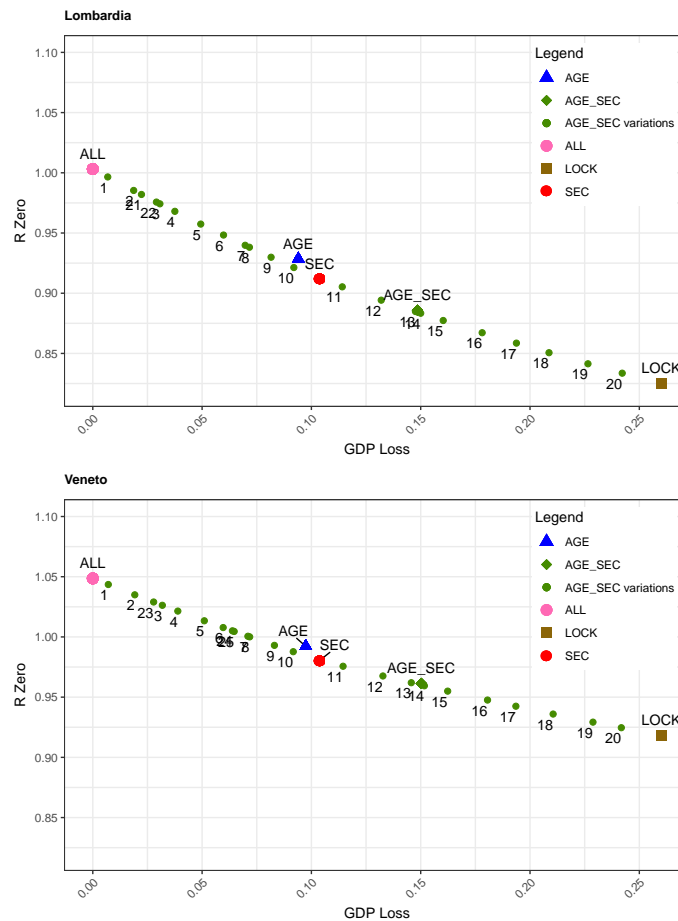 Lombardia
1.10
1.05
1.00
0.95
0.90
0.85
R Zero
Legend
AGE
AGE_SEC
AGE_SEC variations
ALL
LOCK
SEC
ALL
1
2
21
22
3
4
5
6
7
8
9
10
AGE
SEC
11
12
AGE_SEC
13
14
15
16
17
18
19
20
LOCK
0.00
0.05
0.10
0.15
0.20
0.25
GDP Loss
Veneto
1.10
1.05
1.00
0.95
0.90
0.85
R Zero
Legend
AGE
AGE_SEC
AGE_SEC variations
ALL
LOCK
SEC
ALL
1
2
23
3
4
5
6
7
8
9
10
AGE
SEC
11
12
AGE_SEC
13
14
15
16
17
18
19
20
LOCK
0.00
0.05
0.10
0.15
0.20
0.25
GDP Loss